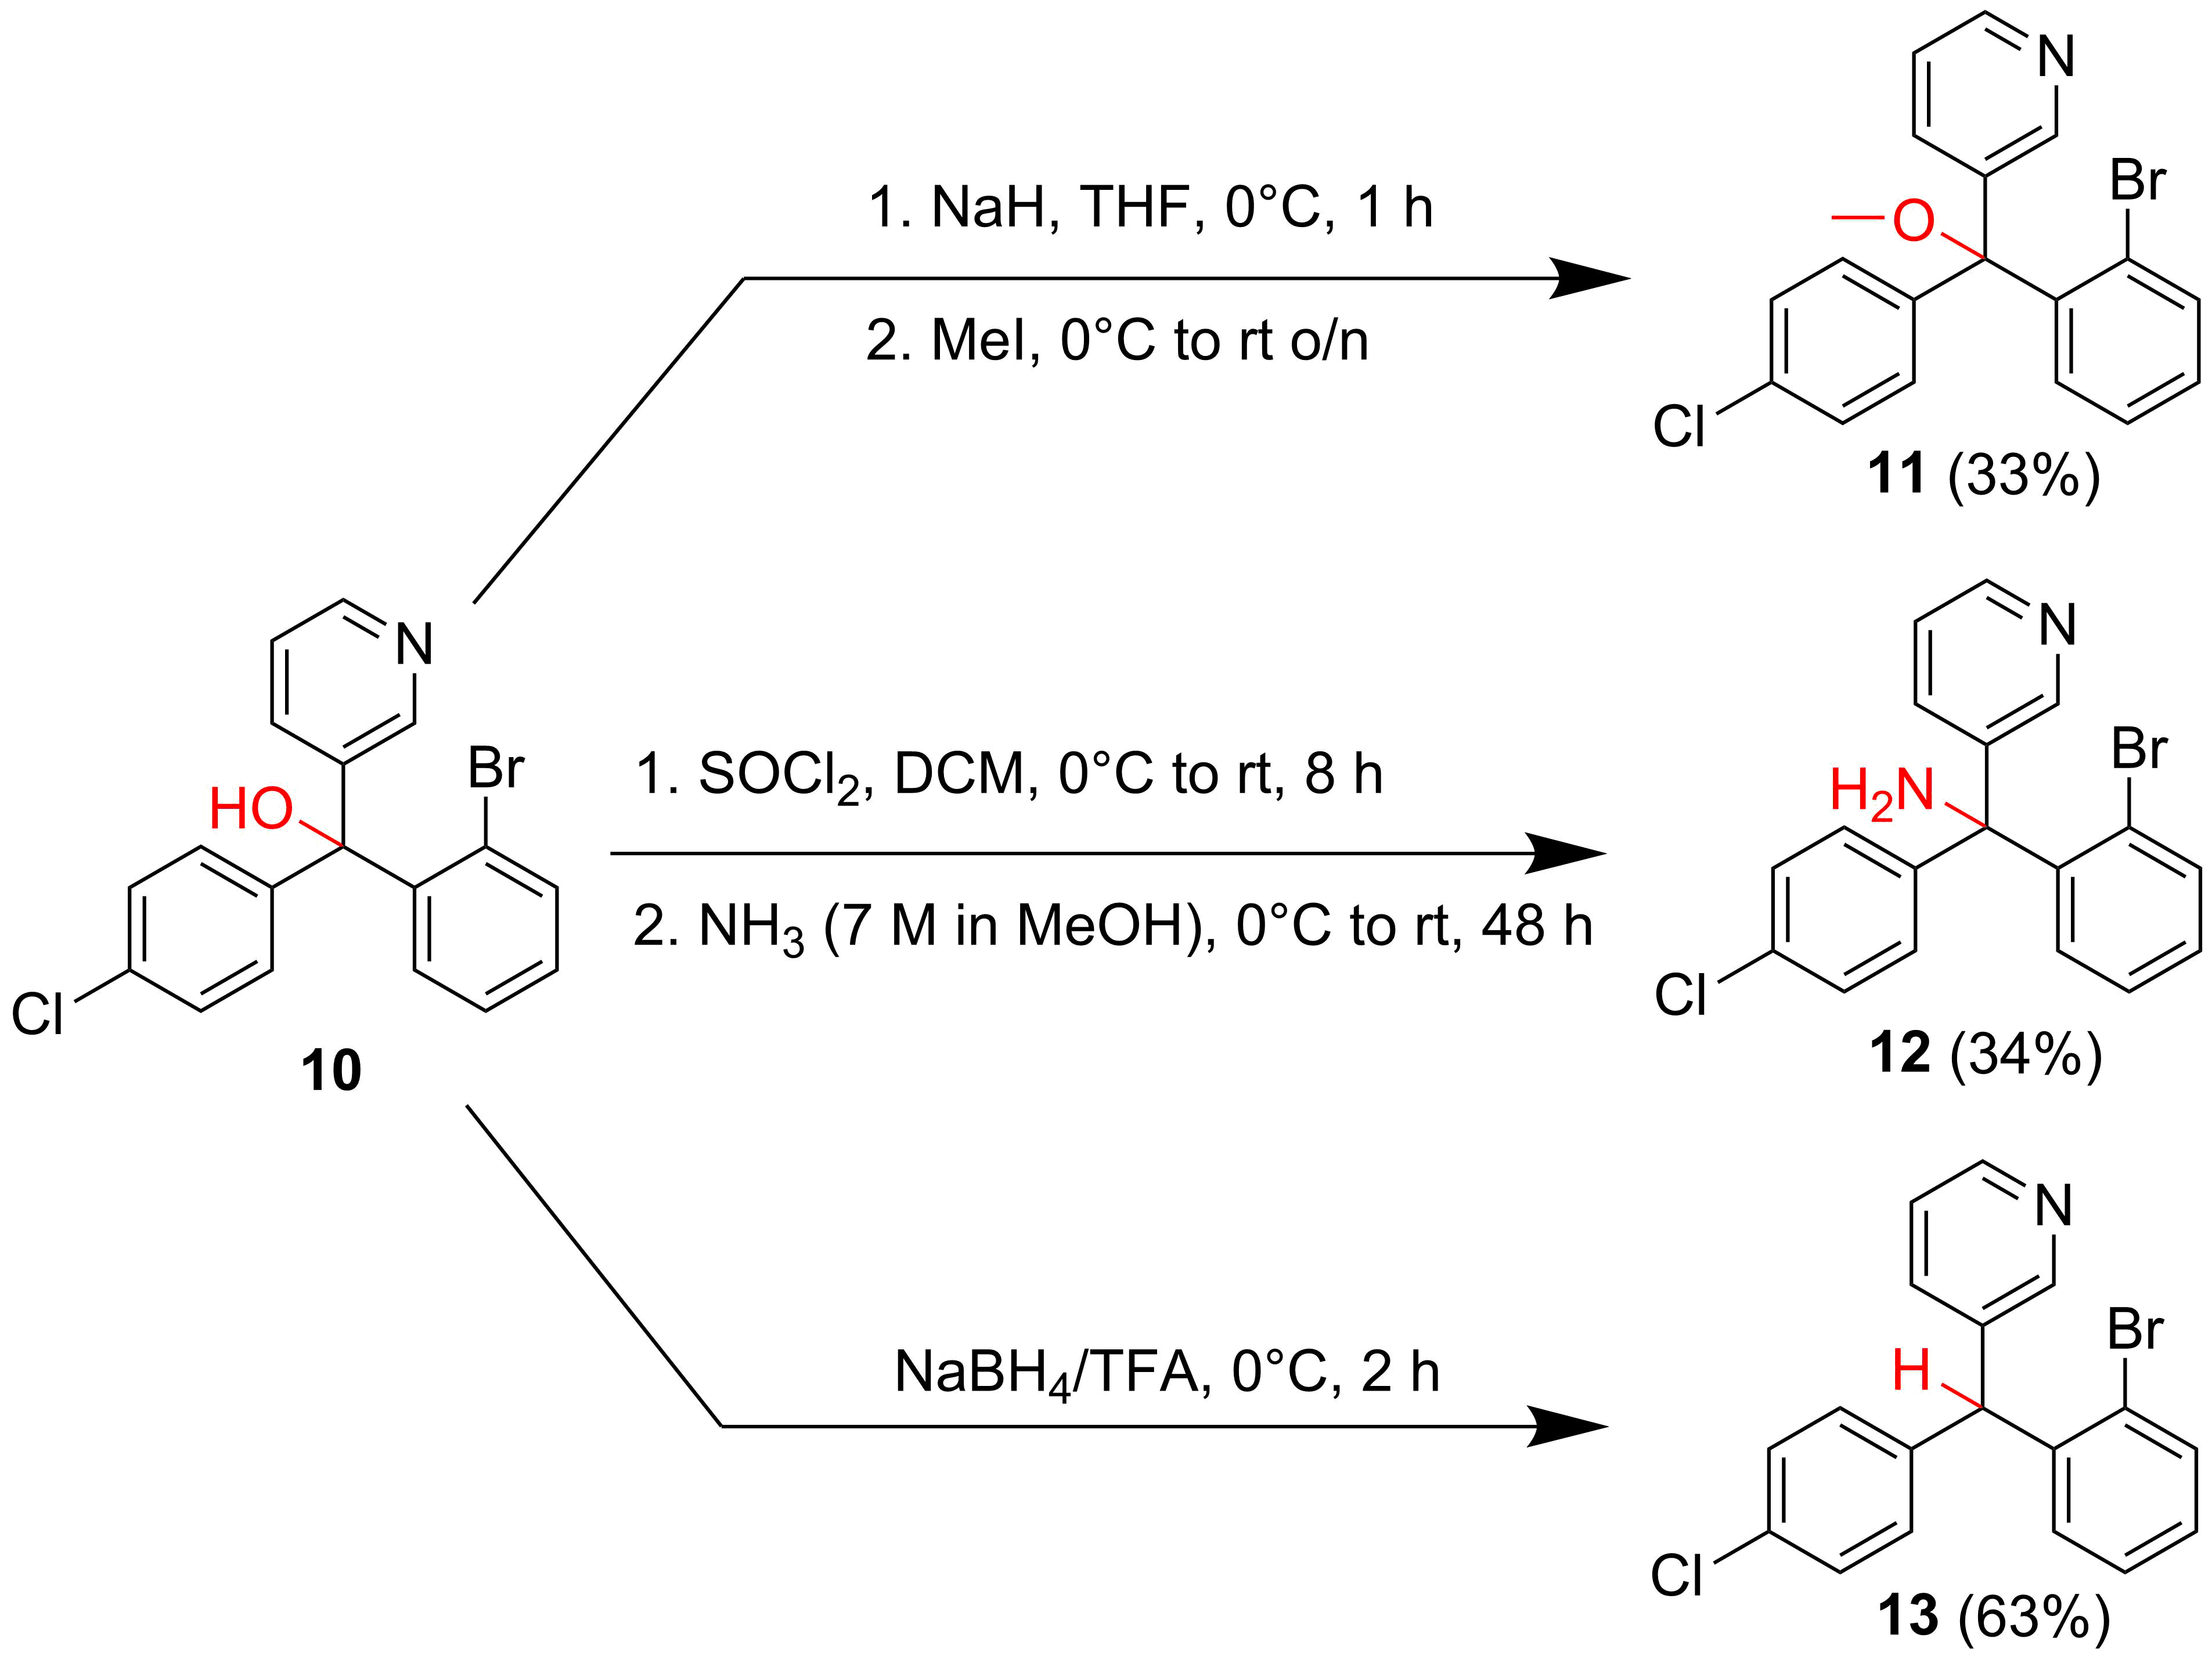 N
Br
O
Cl
11 (33%)
1. NaH, THF, 0°C, 1 h
2. MeI, 0°C to rt o/n
N
Br
HO
Cl
10
1. SOCl2, DCM, 0°C to rt, 8 h
2. NH3 (7 M in MeOH), 0°C to rt, 48 h
N
Br
H2N
Cl
12 (34%)
NaBH4/TFA, 0°C, 2 h
N
Br
H
Cl
13 (63%)